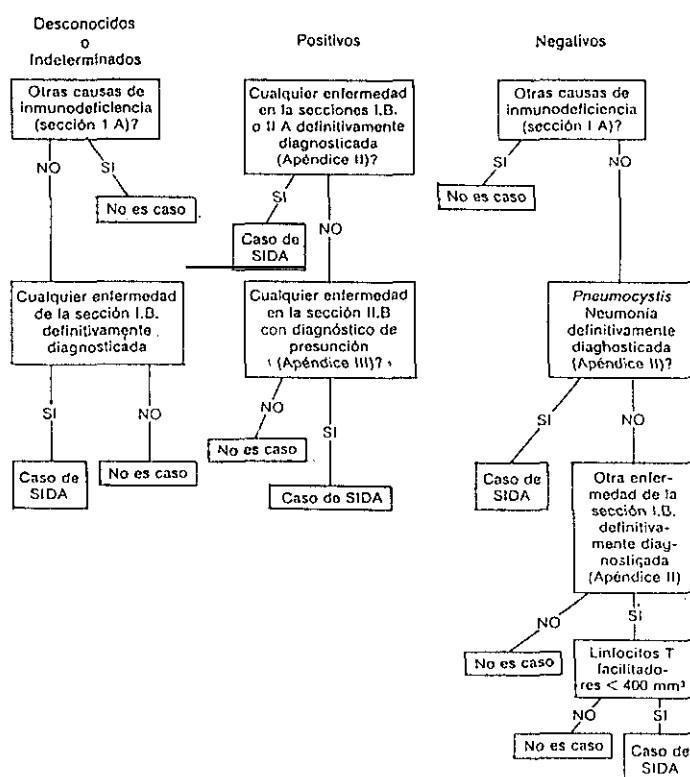 Desconocidos
o
Indeterminados
Otras causas de
inmunodeficiencia
(sección 1 A)?
NO
SI
No es caso
Cualquier enfermedad
de la sección I.B.
definitivamente
diagnosticada
SI
NO
Caso de
SIDA
No es caso
Positivos
Cualquier enfermedad
en la secciones I.B.
o II A definitivamente
diagnosticada
(Apéndice II)?
SI
NO
Caso de
SIDA
Cualquier enfermedad
en la sección II.B
con diagnóstico de
presunción
(Apéndice III)?
NO
SI
No es caso
Caso de SIDA
Negativos
Otras causas de
inmunodeficiencia
(sección I A)?
SI
NO
No es caso
Pneumocystis
Neumonía
definitivamente
diagnosticada
(Apéndice II)?
SI
NO
Caso de
SIDA
Otra enfer-
medad de la
sección I.B.
definitiva-
mente diag-
nosticada
(Apéndice II)
NO
SI
No es caso
Linfocitos T
facilitado-
res < 400 mm³
NO
SI
No es caso
Caso de
SIDA